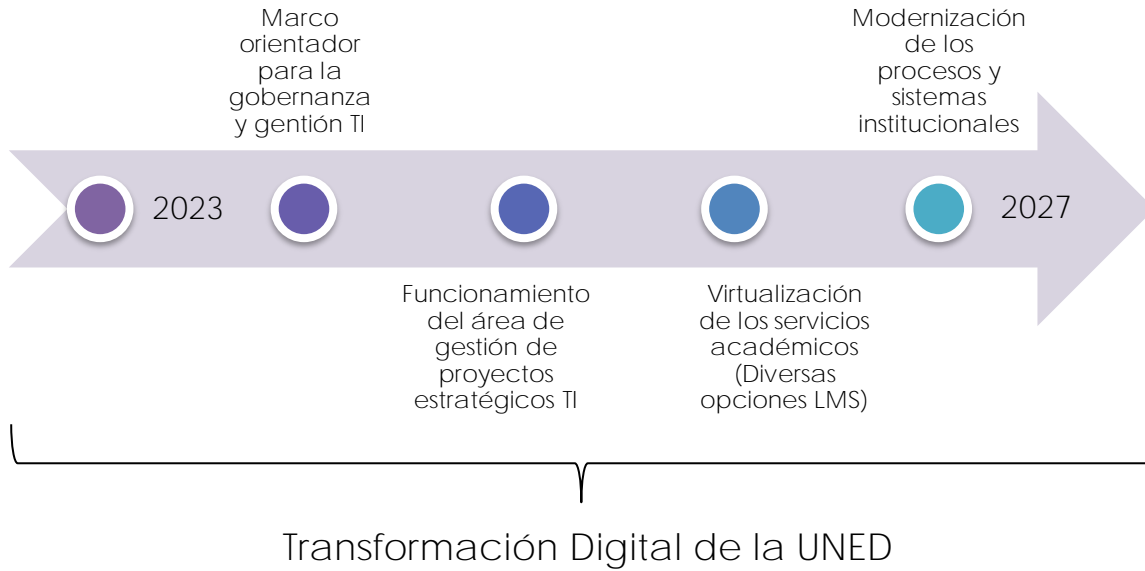 Marco
orientador
para la
gobernanza
y gentión TI
Modernización
de los
procesos y
sistemas
institucionales
2023
2027
Funcionamiento
del área de
gestión de
proyectos
estratégicos TI
Virtualización
de los servicios
académicos
(Diversas
opciones LMS)
Transformación Digital de la UNED